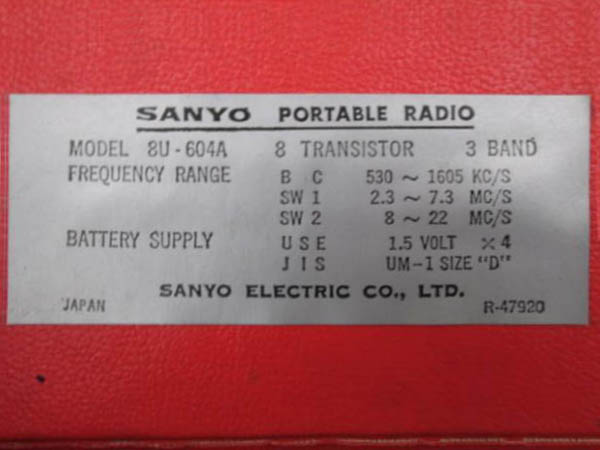 SANYO PORTABLE RADIO
MODEL 8U-604A 8 TRANSISTOR 3 BAND
FREQUENCY RANGE B C 530 ~ 1605 KC/S
SW 1 2.3 ~ 7.3 MC/S
SW 2 8 ~ 22 MC/S
BATTERY SUPPLY USE 1.5 VOLT × 4
JIS UM-1 SIZE "D"
SANYO ELECTRIC CO., LTD.
JAPAN R-47920